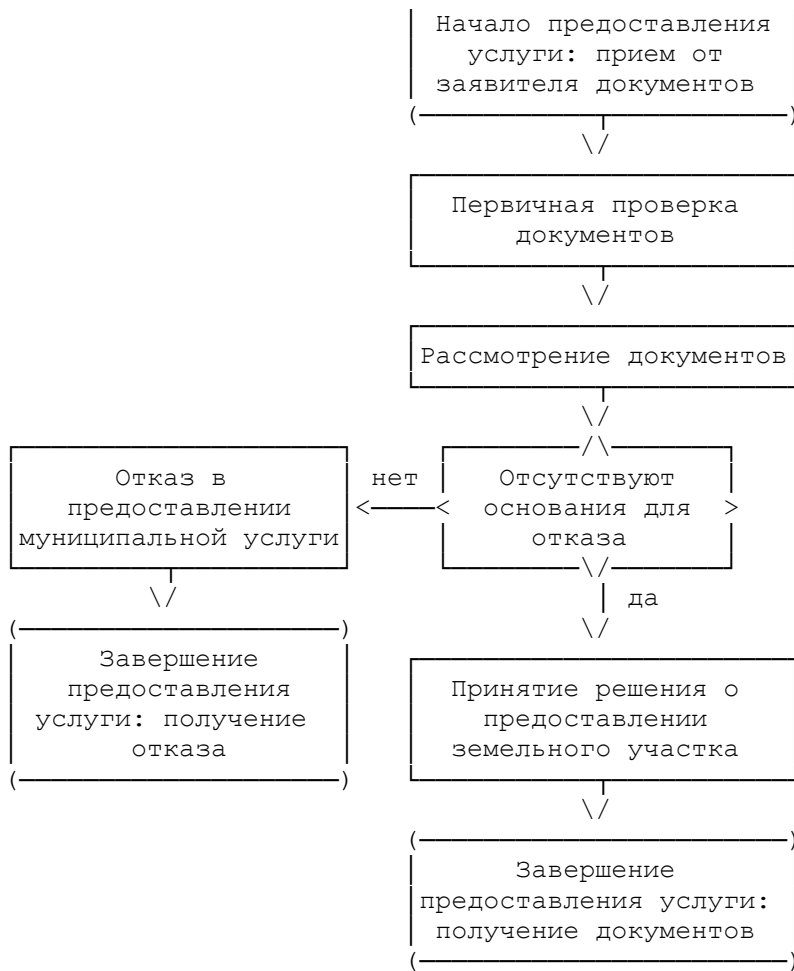 Начало предоставления
услуги: прием от
заявителя документов
Первичная проверка
документов
Рассмотрение документов
Отсутствуют
основания для
отказа
нет
Отказ в
предоставлении
муниципальной услуги
Завершение
предоставления
услуги: получение
отказа
да
Принятие решения о
предоставлении
земельного участка
Завершение
предоставления услуги:
получение документов